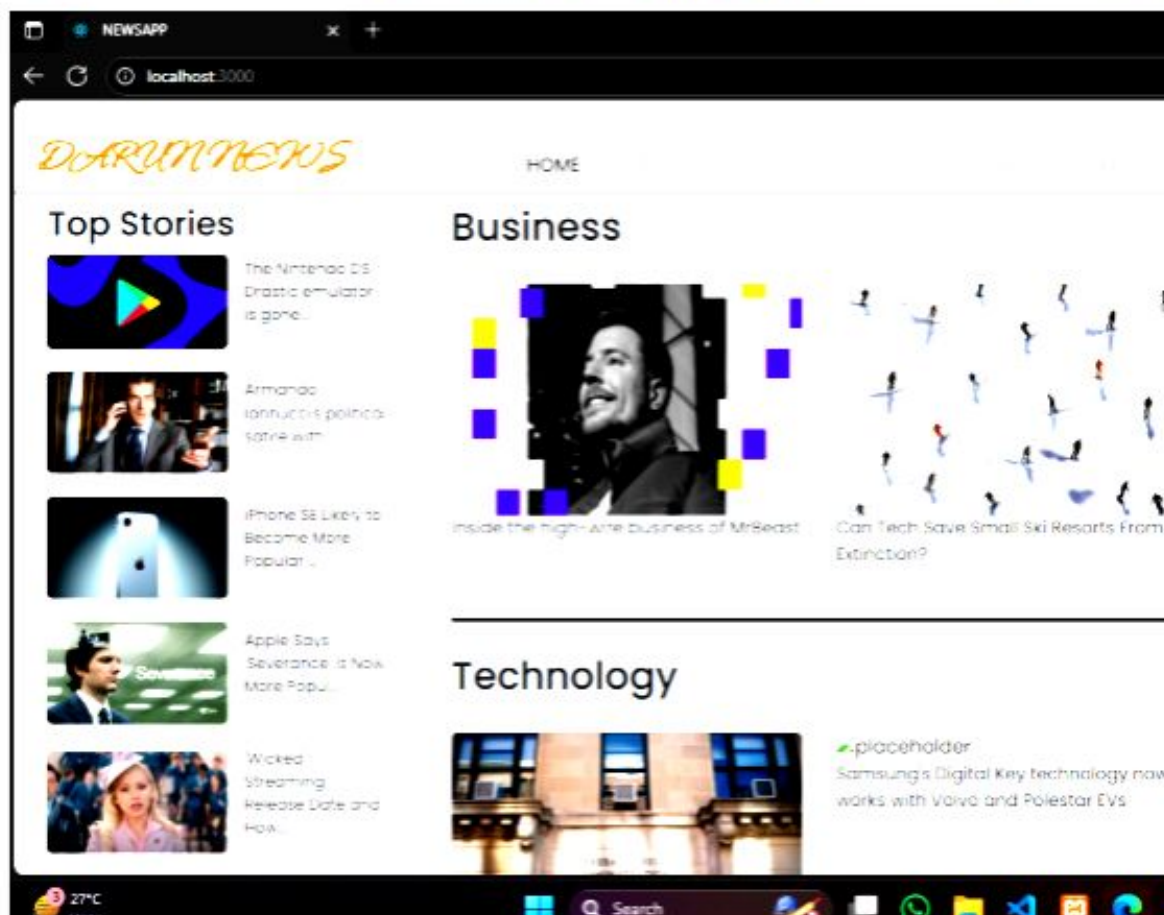 NEWSAPP
localhost:3000
DARUNNEWS
HOME
Top Stories
The Nintendo DS
Drastic emulator
is gone...
Armando
Iannucci's political
satire with...
iPhone SE Likely to
Become More
Popular ...
Apple Says
'Severance' is Now
More Popu...
Severance
Wicked
Streaming
Release Date and
How...
Business
Inside the high-wire business of MrBeast
Can Tech Save Small Ski Resorts From
Extinction?
Technology
placeholder
Samsung's Digital Key technology now
works with Volvo and Polestar EVs
3
27°C
Search